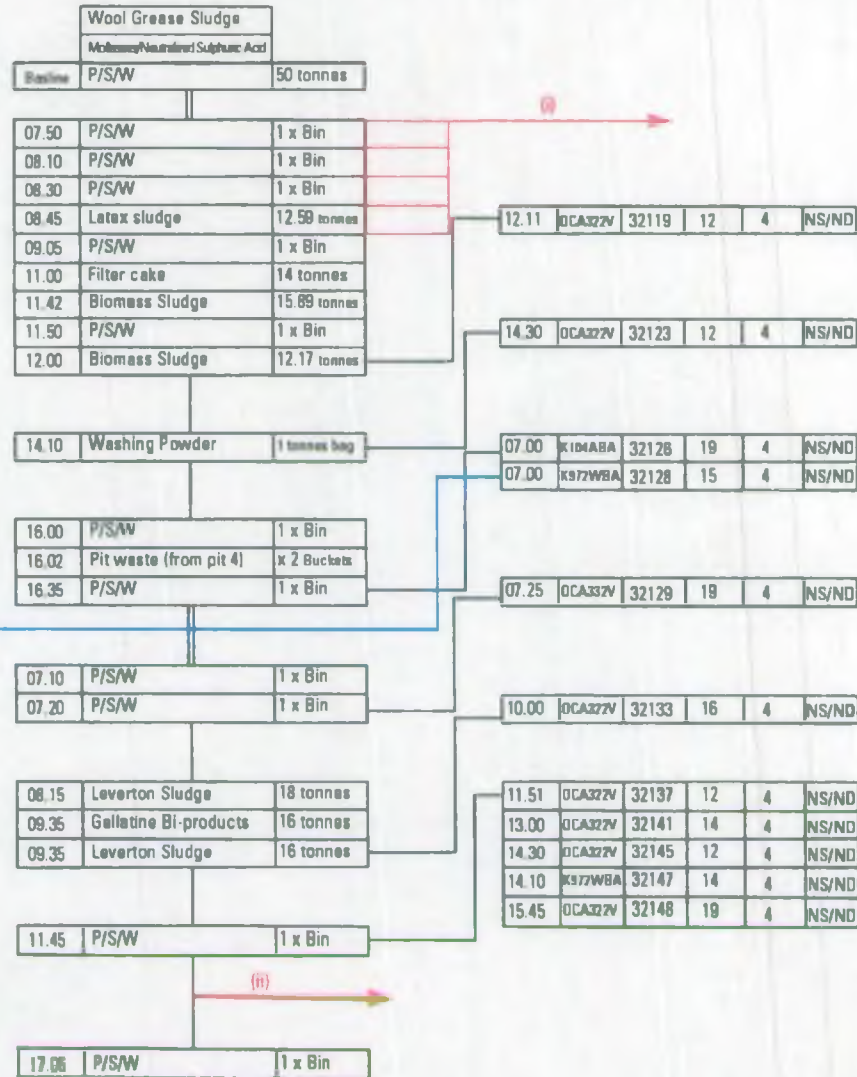 Wool Grease Sludge
Molasses/Neutralised Sulphuric Acid
Basline P/S/W 50 tonnes
(i)
07.50 P/S/W 1 x Bin
08.10 P/S/W 1 x Bin
08.30 P/S/W 1 x Bin
08.45 Latex sludge 12.59 tonnes
09.05 P/S/W 1 x Bin
11.00 Filter cake 14 tonnes
11.42 Biomass Sludge 15.89 tonnes
11.50 P/S/W 1 x Bin
12.00 Biomass Sludge 12.17 tonnes
12.11 OCA322V 32119 12 4 NS/ND
14.30 OCA322V 32123 12 4 NS/ND
14.10 Washing Powder 1 tonnes bag
07.00 K104ABA 32126 19 4 NS/ND
07.00 K972WBA 32128 15 4 NS/ND
16.00 P/S/W 1 x Bin
16.02 Pit waste (from pit 4) x 2 Buckets
16.35 P/S/W 1 x Bin
07.25 OCA332V 32129 19 4 NS/ND
07.10 P/S/W 1 x Bin
07.20 P/S/W 1 x Bin
10.00 OCA322V 32133 16 4 NS/ND
08.15 Leverton Sludge 18 tonnes
09.35 Gallatine Bi-products 16 tonnes
09.35 Leverton Sludge 16 tonnes
11.51 OCA322V 32137 12 4 NS/ND
13.00 OCA322V 32141 14 4 NS/ND
14.30 OCA322V 32145 12 4 NS/ND
14.10 K972WBA 32147 14 4 NS/ND
15.45 OCA322V 32148 19 4 NS/ND
11.45 P/S/W 1 x Bin
(ii)
17.06 P/S/W 1 x Bin